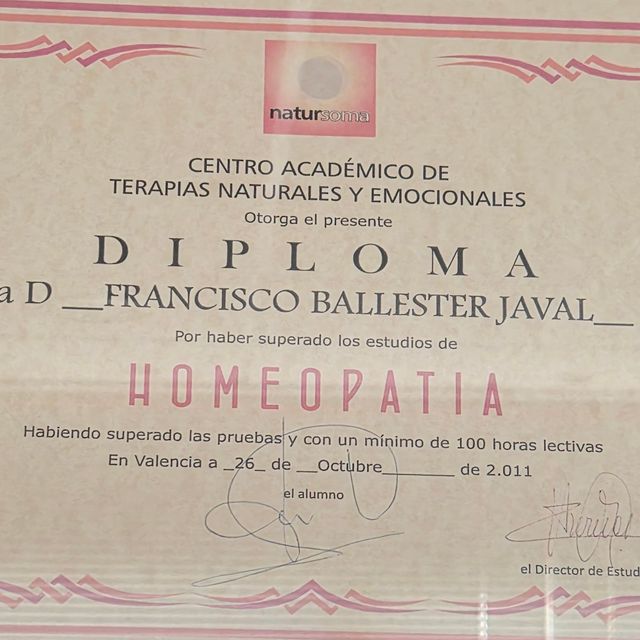 natursoma
CENTRO ACADÉMICO DE
TERAPIAS NATURALES Y EMOCIONALES
Otorga el presente
DIPLOMA
a D __FRANCISCO BALLESTER JAVAL__
Por haber superado los estudios de
HOMEOPATIA
Habiendo superado las pruebas y con un mínimo de 100 horas lectivas
En Valencia a _26_ de __Octubre________ de 2.011
el alumno
el Director de Estud